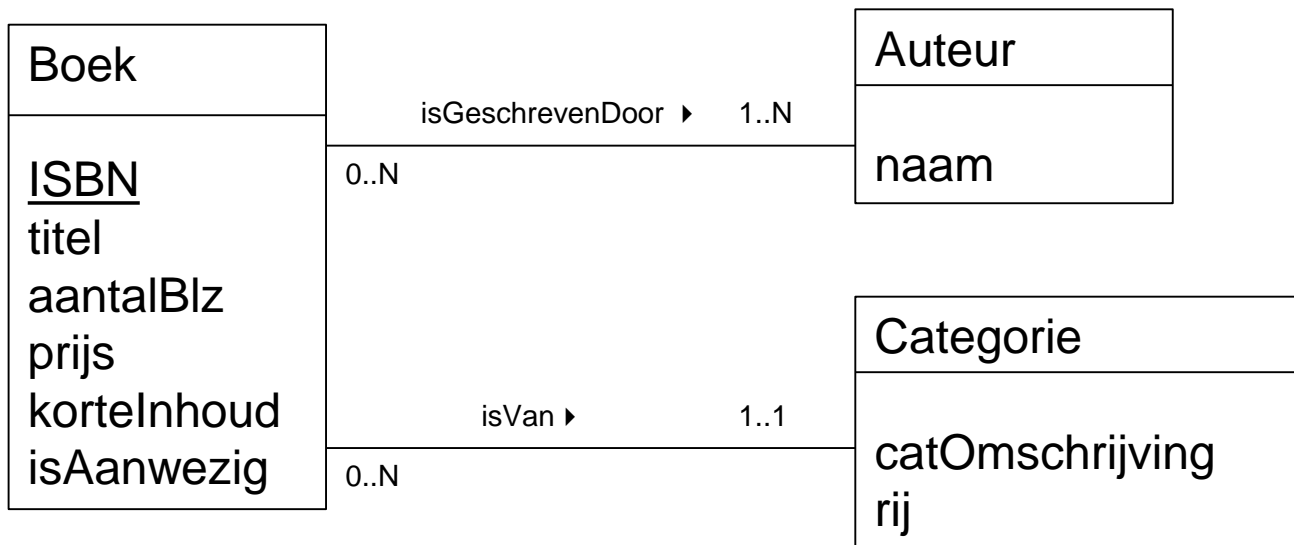 Boek
ISBN
titel
aantalBlz
prijs
korteInhoud
isAanwezig
isGeschrevenDoor ▸ 1..N
0..N
Auteur
naam
isVan ▸ 1..1
0..N
Categorie
catOmschrijving
rij